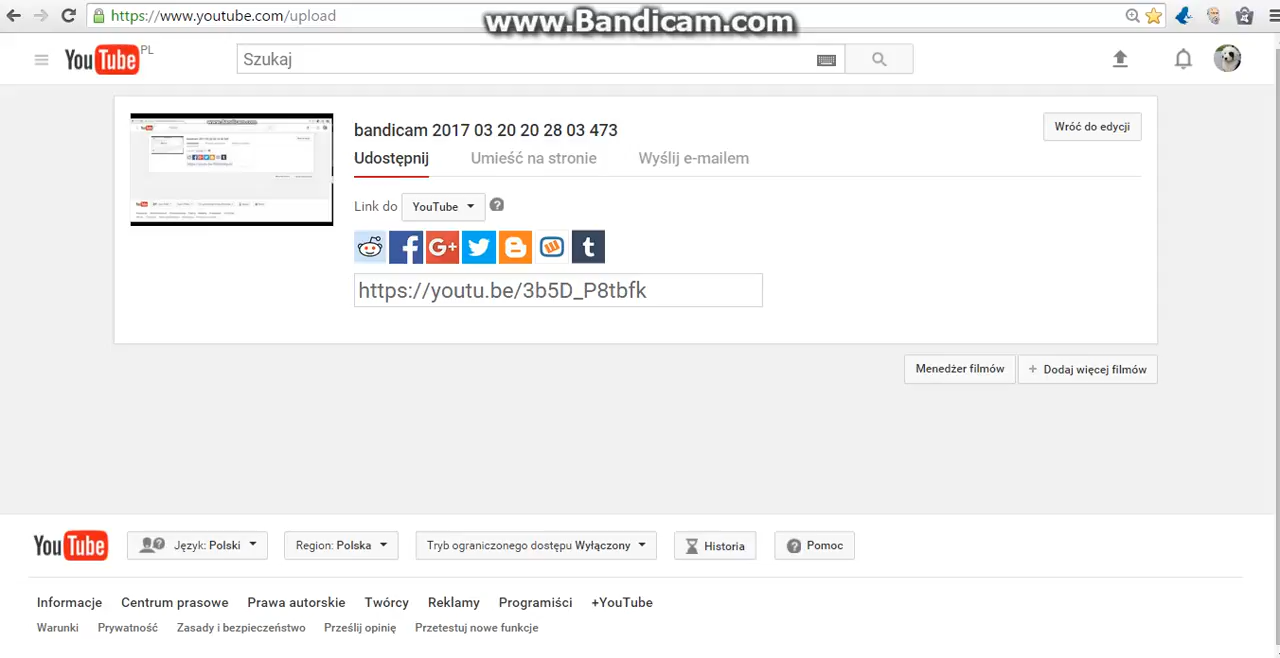 https://www.youtube.com/upload
www.Bandicam.com
YouTube PL
Szukaj
bandicam 2017 03 20 20 28 03 473
Wróć do edycji
Udostępnij Umieść na stronie Wyślij e-mailem
Link do YouTube
https://youtu.be/3b5D_P8tbfk
Menedżer filmów + Dodaj więcej filmów
YouTube Język: Polski Region: Polska Tryb ograniczonego dostępu Wyłączony Historia Pomoc
Informacje Centrum prasowe Prawa autorskie Twórcy Reklamy Programiści +YouTube
Warunki Prywatność Zasady i bezpieczeństwo Prześlij opinię Przetestuj nowe funkcje